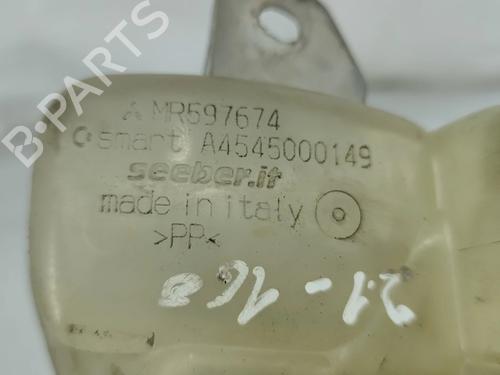 B-PARTS
MR597674
smart A4545000149
seeber.it
made in italy
>PP<